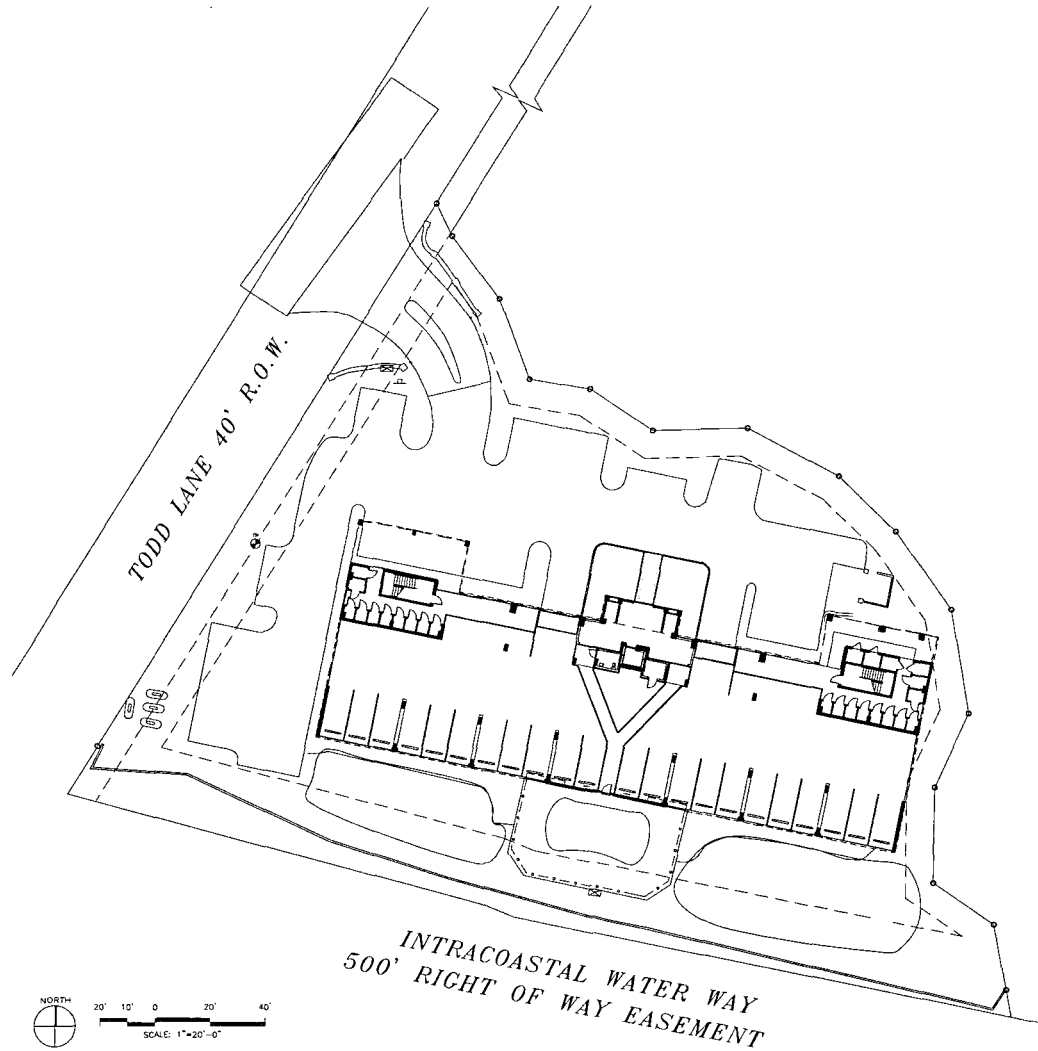 TODD LANE 40' R.O.W.
INTRACOASTAL WATER WAY
500' RIGHT OF WAY EASEMENT
NORTH
20' 10' 0 20' 40'
SCALE: 1"=20'-0"